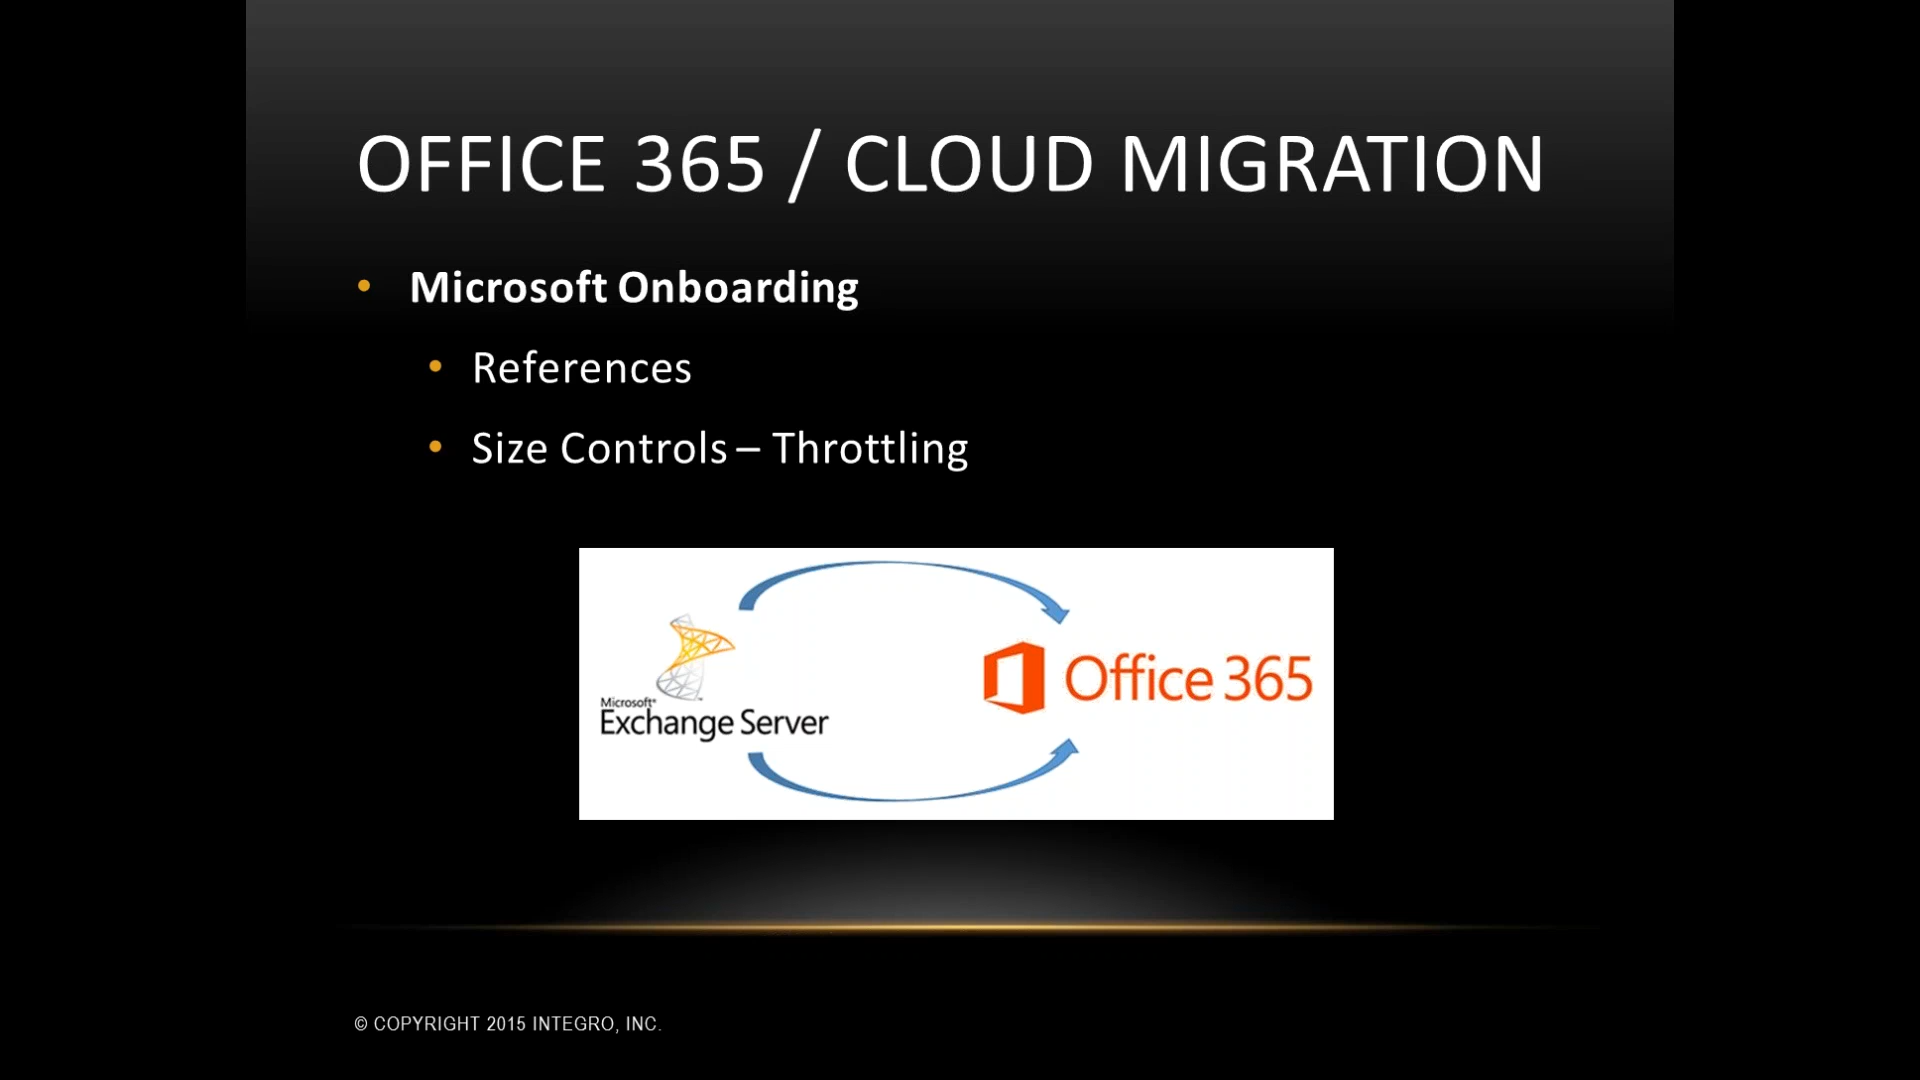 OFFICE 365 / CLOUD MIGRATION
• Microsoft Onboarding
• References
• Size Controls – Throttling
Microsoft®
Exchange Server
Office 365
© COPYRIGHT 2015 INTEGRO, INC.